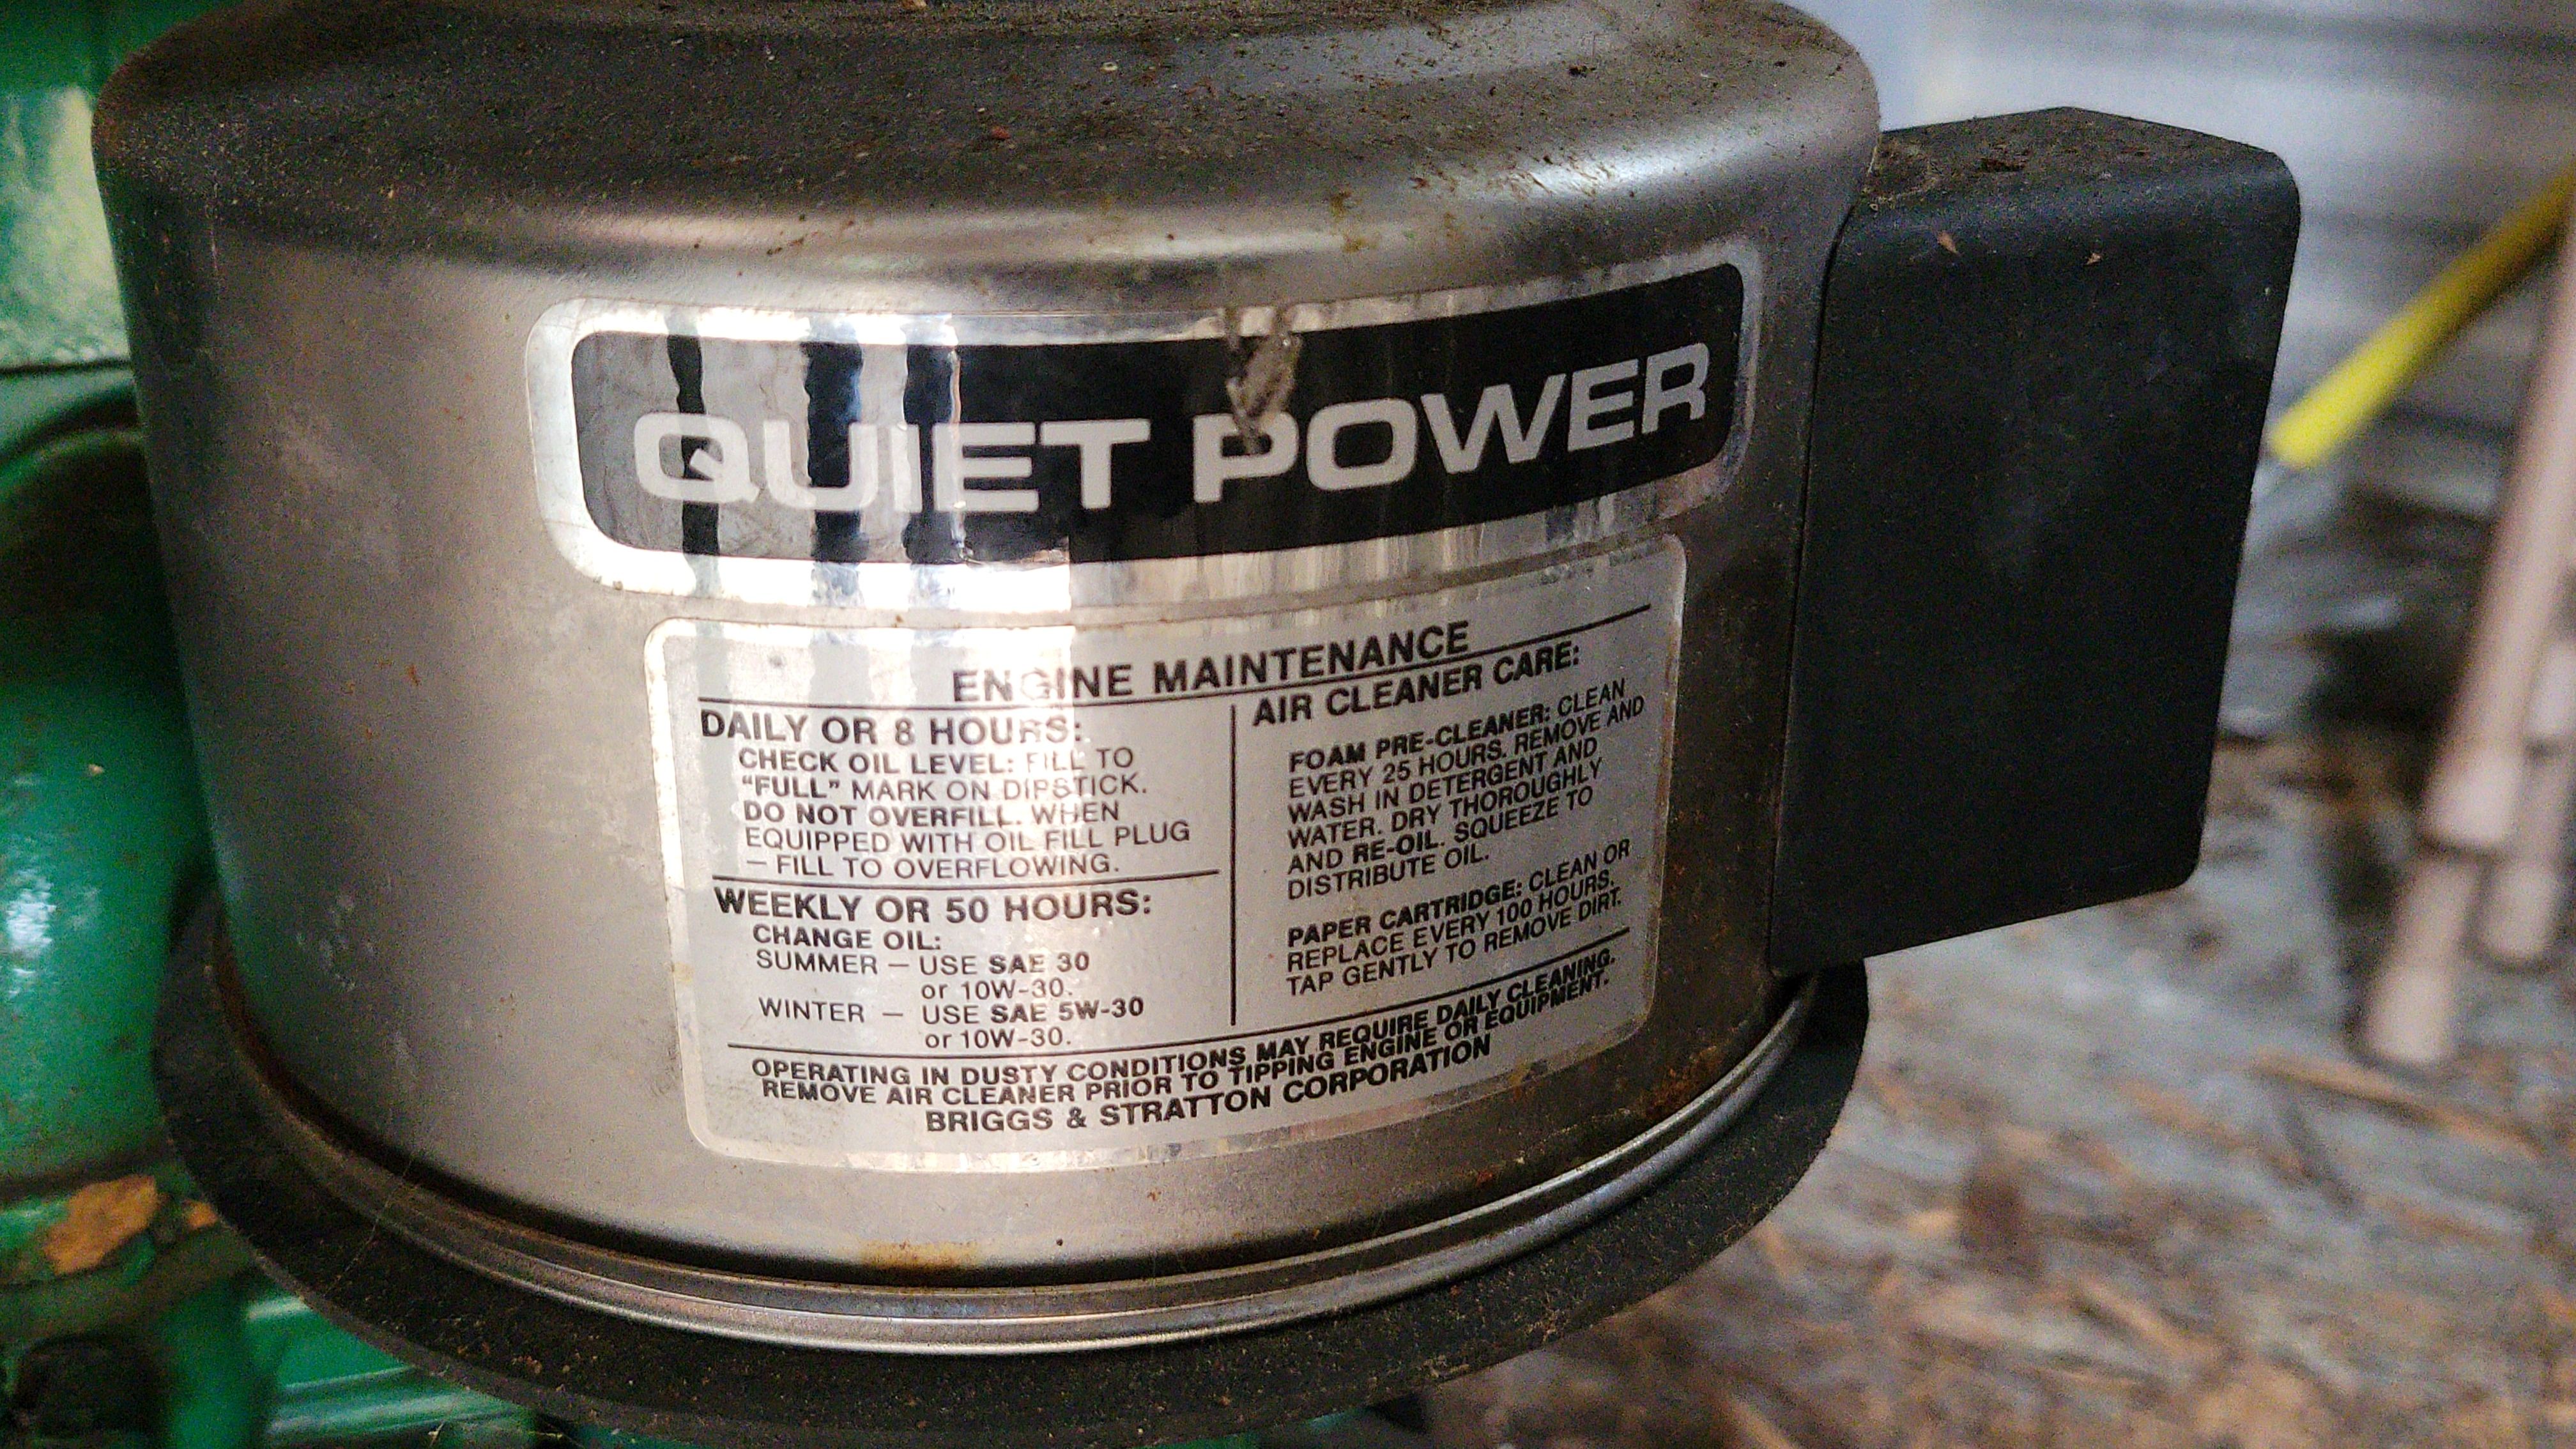 QUIET POWER
ENGINE MAINTENANCE
DAILY OR 8 HOURS:
CHECK OIL LEVEL: FILL TO
"FULL" MARK ON DIPSTICK.
DO NOT OVERFILL. WHEN
EQUIPPED WITH OIL FILL PLUG
— FILL TO OVERFLOWING.
WEEKLY OR 50 HOURS:
CHANGE OIL:
SUMMER — USE SAE 30
or 10W-30.
WINTER — USE SAE 5W-30
or 10W-30.
AIR CLEANER CARE:
FOAM PRE-CLEANER: CLEAN
EVERY 25 HOURS. REMOVE AND
WASH IN DETERGENT AND
WATER. DRY THOROUGHLY
AND RE-OIL. SQUEEZE TO
DISTRIBUTE OIL.
PAPER CARTRIDGE: CLEAN OR
REPLACE EVERY 100 HOURS.
TAP GENTLY TO REMOVE DIRT.
OPERATING IN DUSTY CONDITIONS MAY REQUIRE DAILY CLEANING.
REMOVE AIR CLEANER PRIOR TO TIPPING ENGINE OR EQUIPMENT.
BRIGGS & STRATTON CORPORATION